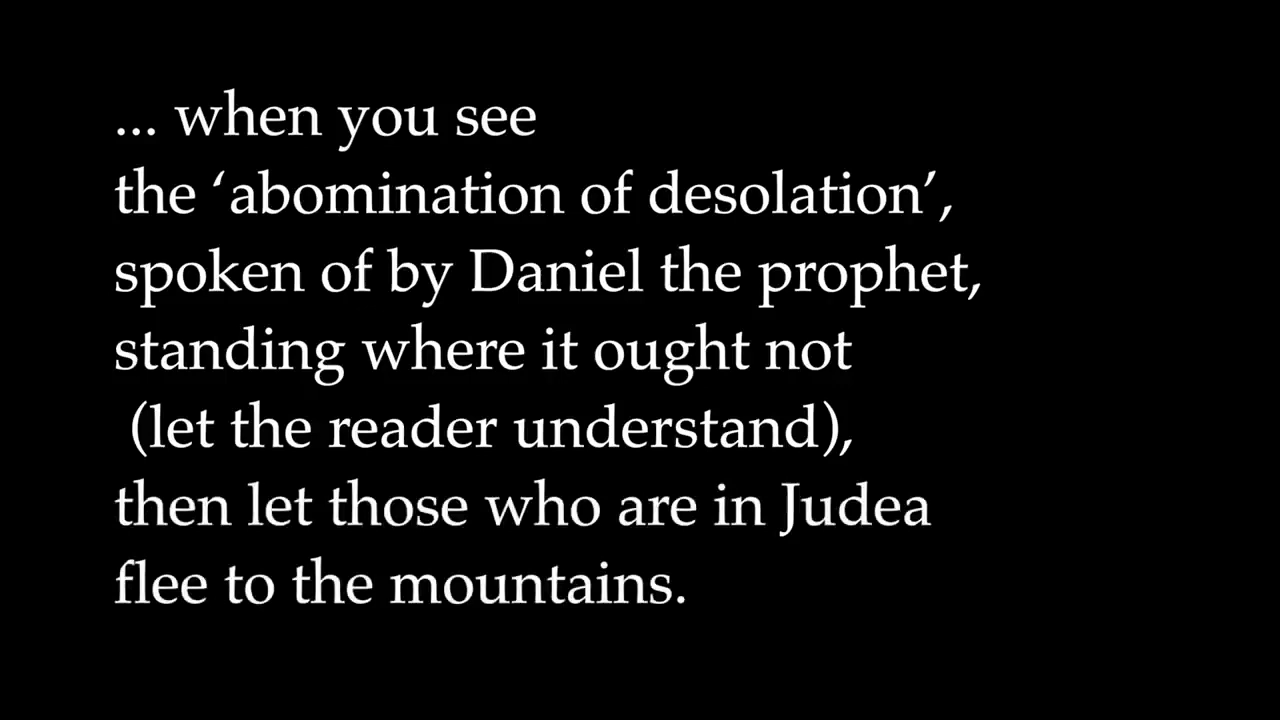 ... when you see
the ‘abomination of desolation’,
spoken of by Daniel the prophet,
standing where it ought not
(let the reader understand),
then let those who are in Judea
flee to the mountains.